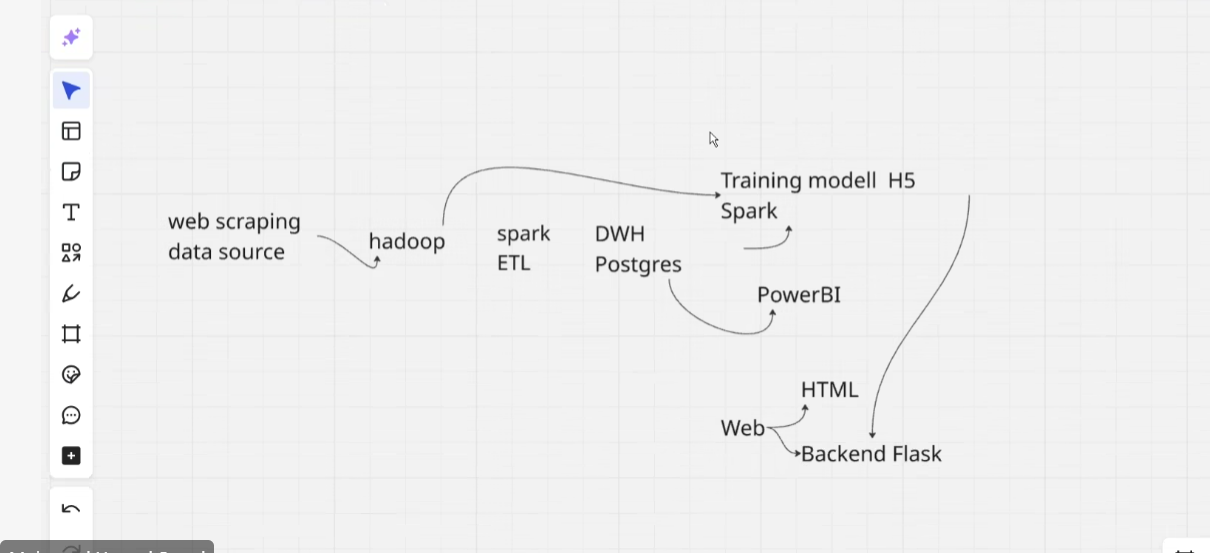 Training modell H5
Spark
web scraping
data source
hadoop
spark
ETL
DWH
Postgres
PowerBI
HTML
Web
Backend Flask